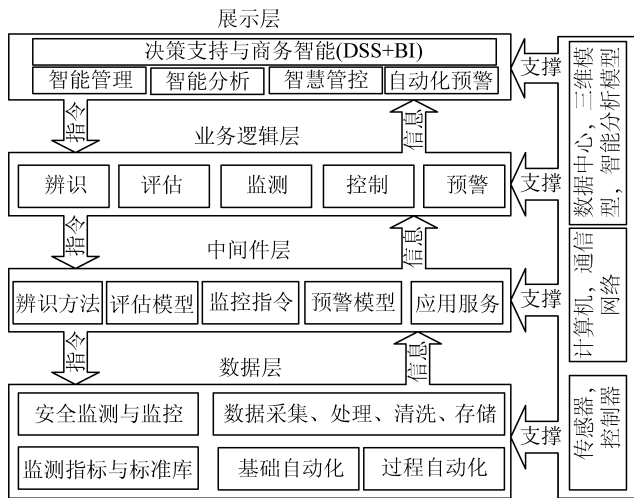 展示层
决策支持与商务智能(DSS+BI)
智能管理
智能分析
智慧管控
自动化预警
支撑
指令
信息
业务逻辑层
辨识
评估
监测
控制
预警
支撑
数据中心，三维模
型，智能分析模型
指令
信息
中间件层
辨识方法
评估模型
监控指令
预警模型
应用服务
支撑
计算机，通信
网络
指令
信息
数据层
安全监测与监控
数据采集、处理、清洗、存储
监测指标与标准库
基础自动化
过程自动化
支撑
传感器，
控制器